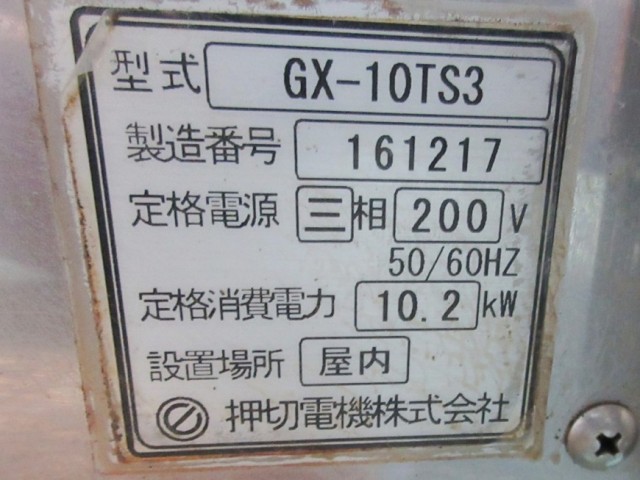 型式 GX-10TS3
製造番号 161217
定格電源 三相 200 V
50/60HZ
定格消費電力 10.2 kW
設置場所 屋内
押切電機株式会社